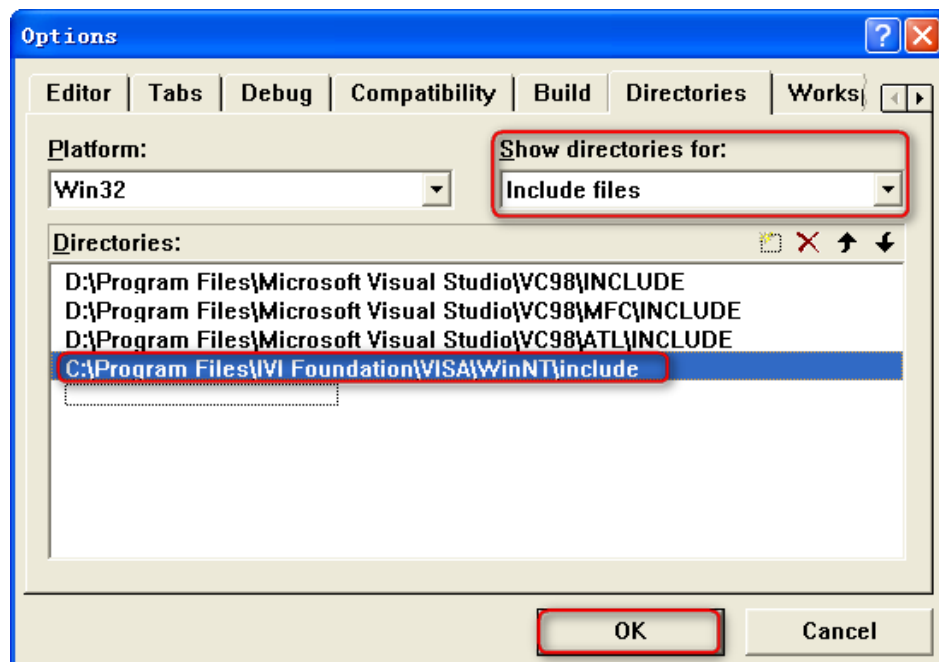 Options
Editor Tabs Debug Compatibility Build Directories Works
Platform: Show directories for:
Win32 Include files
Directories:
D:\Program Files\Microsoft Visual Studio\VC98\INCLUDE
D:\Program Files\Microsoft Visual Studio\VC98\MFC\INCLUDE
D:\Program Files\Microsoft Visual Studio\VC98\ATL\INCLUDE
C:\Program Files\IVI Foundation\VISA\WinNT\include
OK Cancel